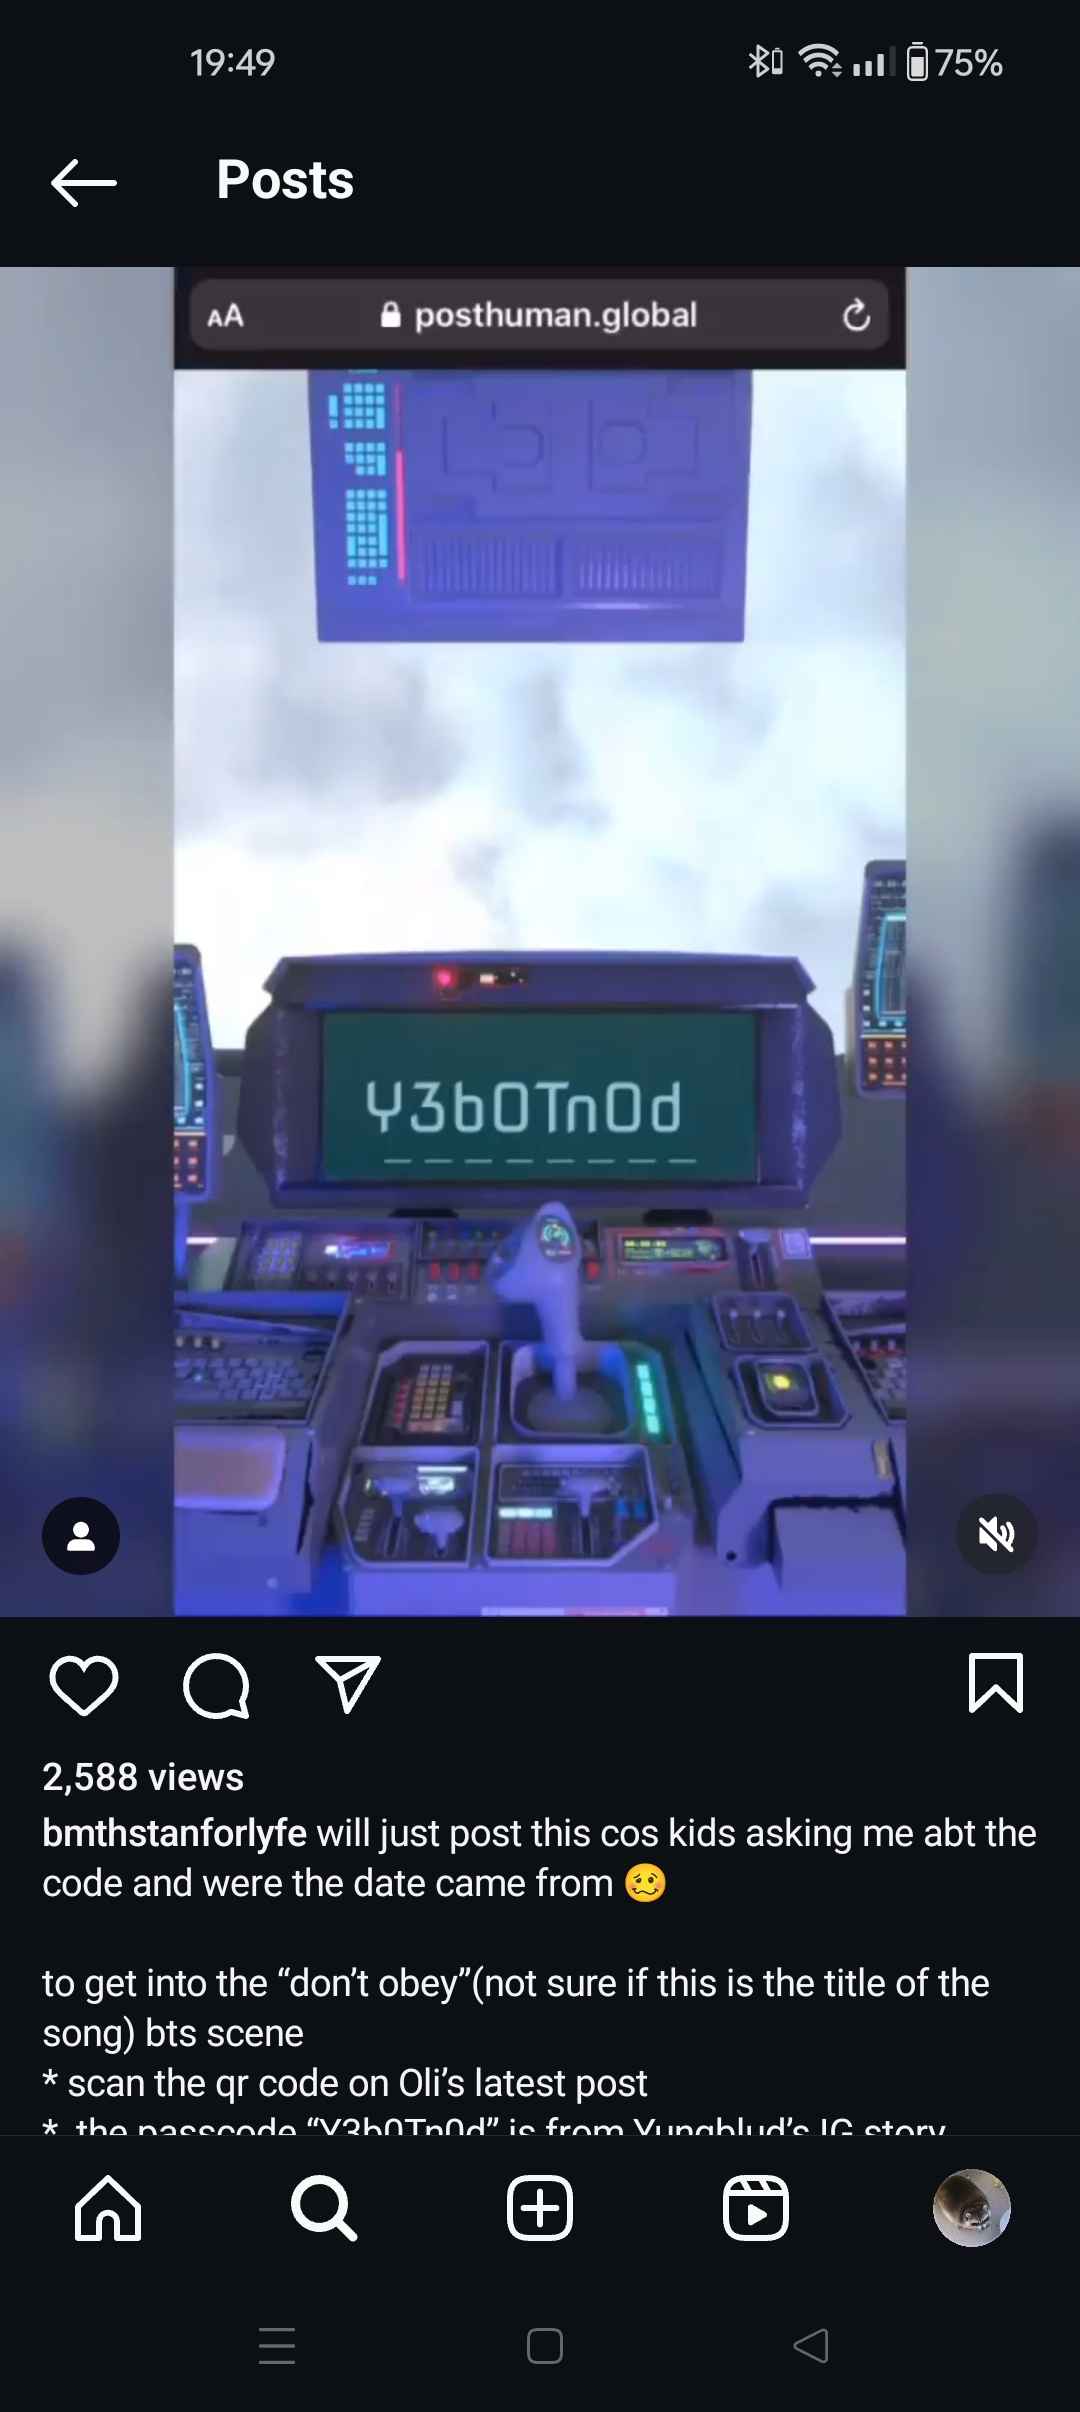 19:49 75%
Posts
AA posthuman.global
Y3b0Tn0d
2,588 views
bmthstanforlyfe will just post this cos kids asking me abt the
code and were the date came from 🥴
to get into the “don’t obey”(not sure if this is the title of the
song) bts scene
* scan the qr code on Oli’s latest post
* the passcode “Y3b0Tn0d” is from Yungblud’s IG story